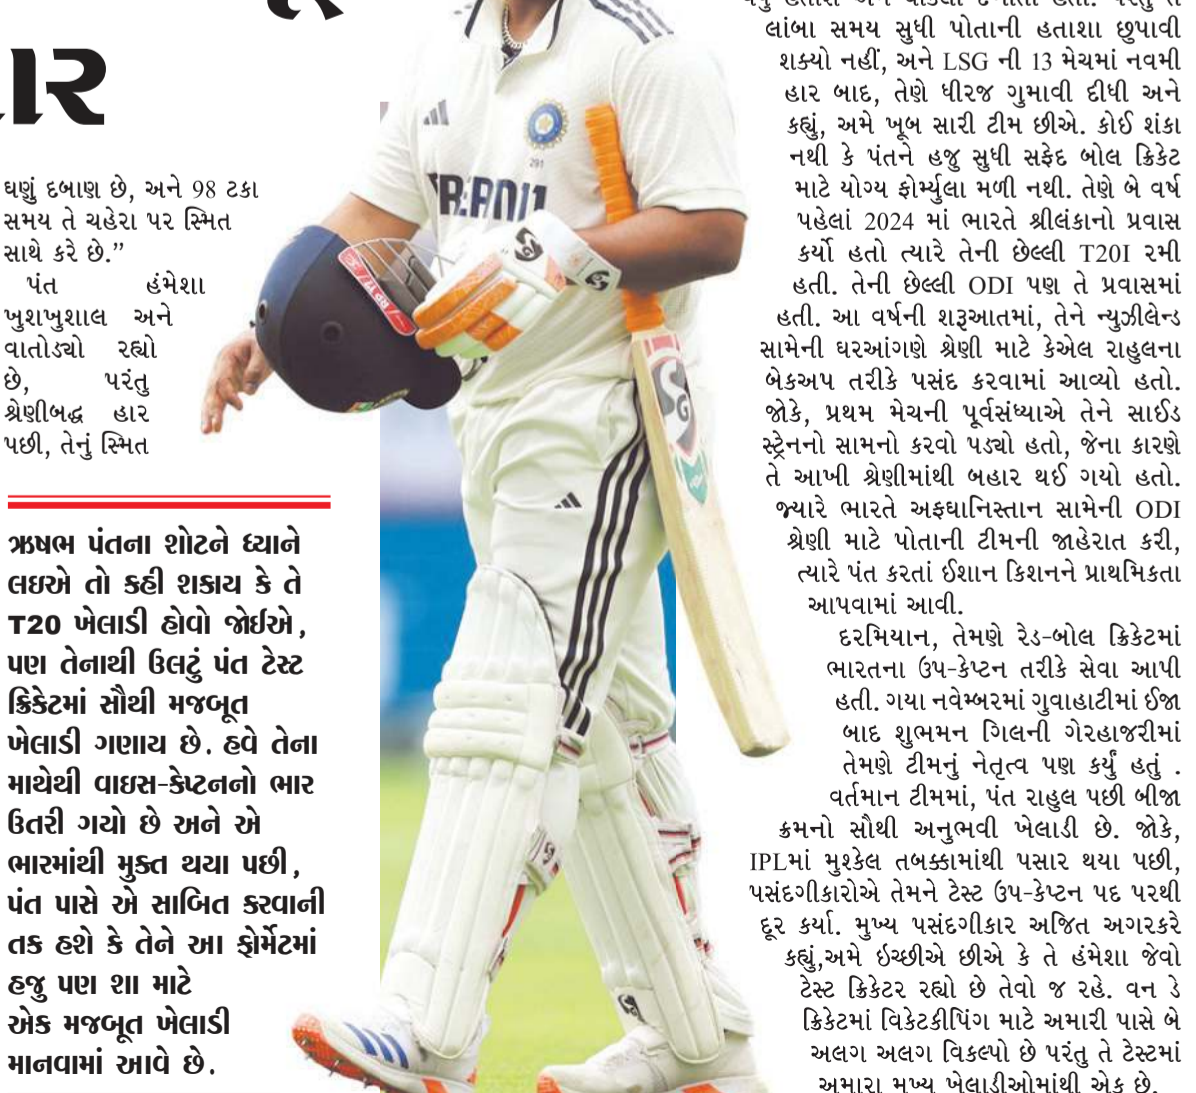 ાર
ઘણું દબાણ છે, અને 98 ટકા
સમય તે ચહેરા પર સ્મિત
સાથે કરે છે.”
પંત હંમેશા
ખુશખુશાલ અને
વાતોડ્યો રહ્યો
છે, પરંતુ
શ્રેણીબદ્ધ હાર
પછી, તેનું સ્મિત
ઋષભ પંતના શોટને ધ્યાને
લઇએ તો કહી શકાય કે તે
T20 ખેલાડી હોવો જોઈએ,
પણ તેનાથી ઉલટું પંત ટેસ્ટ
ક્રિકેટમાં સૌથી મજબૂત
ખેલાડી ગણાય છે. હવે તેના
માથેથી વાઇસ-કેપ્ટનનો ભાર
ઉતરી ગયો છે અને એ
ભારમાંથી મુક્ત થયા પછી,
પંત પાસે એ સાબિત કરવાની
તક હશે કે તેને આ ફોર્મેટમાં
હજુ પણ શા માટે
એક મજબૂત ખેલાડી
માનવામાં આવે છે.
291
SG
RP 17
SG
લાંબા સમય સુધી પોતાની હતાશા છુપાવી
શક્યો નહીં, અને LSG ની 13 મેચમાં નવમી
હાર બાદ, તેણે ધીરજ ગુમાવી દીધી અને
કહ્યું, અમે ખૂબ સારી ટીમ છીએ. કોઈ શંકા
નથી કે પંતને હજુ સુધી સફેદ બોલ ક્રિકેટ
માટે યોગ્ય ફોર્મ્યુલા મળી નથી. તેણે બે વર્ષ
પહેલાં 2024 માં ભારતે શ્રીલંકાનો પ્રવાસ
કર્યો હતો ત્યારે તેની છેલ્લી T20I રમી
હતી. તેની છેલ્લી ODI પણ તે પ્રવાસમાં
હતી. આ વર્ષની શરૂઆતમાં, તેને ન્યુઝીલેન્ડ
સામેની ઘરઆંગણે શ્રેણી માટે કેએલ રાહુલના
બેકઅપ તરીકે પસંદ કરવામાં આવ્યો હતો.
જોકે, પ્રથમ મેચની પૂર્વસંધ્યાએ તેને સાઈડ
સ્ટ્રેનનો સામનો કરવો પડ્યો હતો, જેના કારણે
તે આખી શ્રેણીમાંથી બહાર થઈ ગયો હતો.
જ્યારે ભારતે અફઘાનિસ્તાન સામેની ODI
શ્રેણી માટે પોતાની ટીમની જાહેરાત કરી,
ત્યારે પંત કરતાં ઈશાન કિશનને પ્રાથમિકતા
આપવામાં આવી.
દરમિયાન, તેમણે રેડ-બોલ ક્રિકેટમાં
ભારતના ઉપ-કેપ્ટન તરીકે સેવા આપી
હતી. ગયા નવેમ્બરમાં ગુવાહાટીમાં ઈજા
બાદ શુભમન ગિલની ગેરહાજરીમાં
તેમણે ટીમનું નેતૃત્વ પણ કર્યું હતું .
વર્તમાન ટીમમાં, પંત રાહુલ પછી બીજા
ક્રમનો સૌથી અનુભવી ખેલાડી છે. જોકે,
IPLમાં મુશ્કેલ તબક્કામાંથી પસાર થયા પછી,
પસંદગીકારોએ તેમને ટેસ્ટ ઉપ-કેપ્ટન પદ પરથી
દૂર કર્યા. મુખ્ય પસંદગીકાર અજિત અગરકરે
કહ્યું,અમે ઇચ્છીએ છીએ કે તે હંમેશા જેવો
ટેસ્ટ ક્રિકેટર રહ્યો છે તેવો જ રહે. વન ડે
ક્રિકેટમાં વિકેટકીપિંગ માટે અમારી પાસે બે
અલગ અલગ વિકલ્પો છે પરંતુ તે ટેસ્ટમાં
અમારા મુખ્ય ખેલાડીઓમાંથી એક છે.